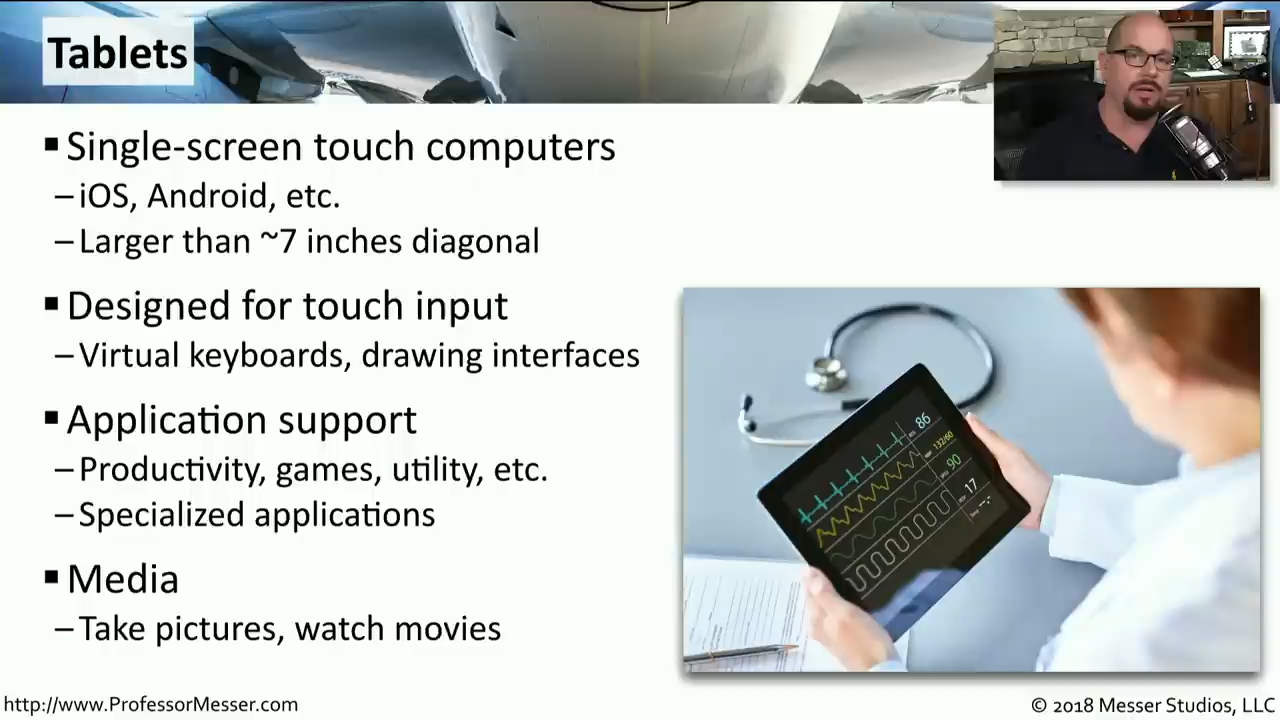 Tablets
▪ Single-screen touch computers
– iOS, Android, etc.
– Larger than ~7 inches diagonal
▪ Designed for touch input
– Virtual keyboards, drawing interfaces
▪ Application support
– Productivity, games, utility, etc.
– Specialized applications
▪ Media
– Take pictures, watch movies
86
132/60
90
17
http://www.ProfessorMesser.com
© 2018 Messer Studios, LLC